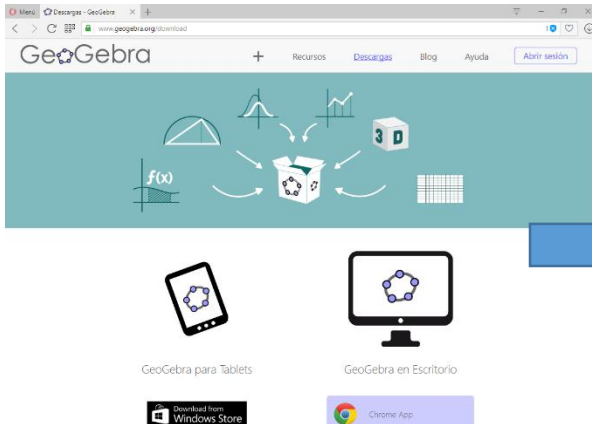 Menú Descargas - GeoGebra
www.geogebra.org/download
GeoGebra
Recursos Descargas Blog Ayuda Abrir sesión
3 D
f(x)
GeoGebra para Tablets GeoGebra en Escritorio
Download from
Windows Store
Chrome App